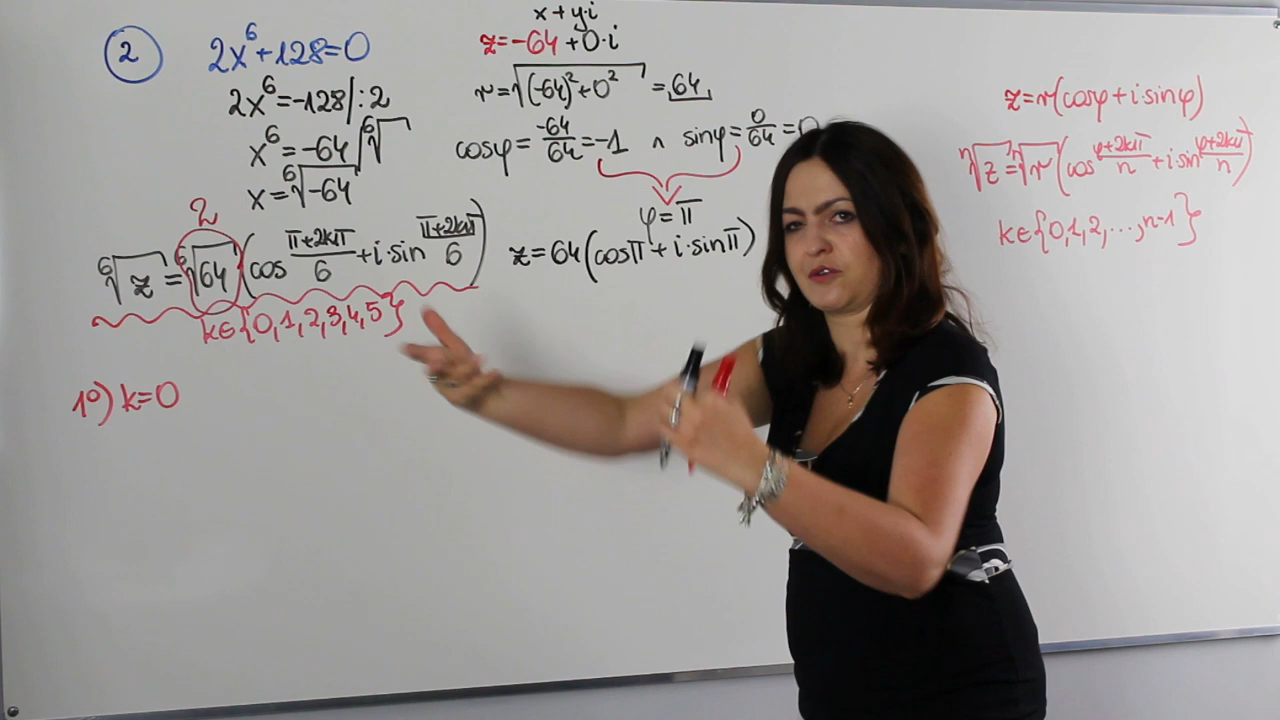 2
2x⁶+128=0
2x⁶=-128/:2
x⁶=-64 /⁶√
x=⁶√-64
2
⁶√z=⁶√64(cos (π+2kπ)/6+i·sin (π+2kπ)/6)
k∈{0,1,2,3,4,5}
1⁰) k=0
x+y·i
z=-64+0·i
r=√((-64)²+0²)=64
cosφ=-64/64=-1 ∧ sinφ=0/64=0
φ=π
z=64(cosπ+i·sinπ)
z=r(cosφ+i·sinφ)
ⁿ√z=ⁿ√r(cos (φ+2kπ)/n+i·sin (φ+2kπ)/n)
k∈{0,1,2,...,n-1}